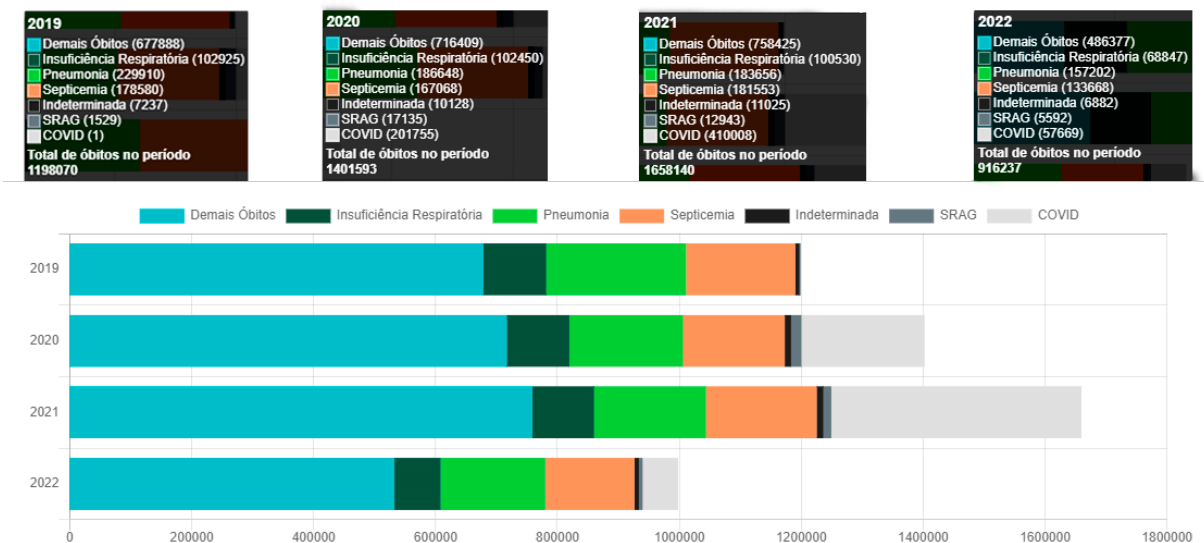 2019
Demais Óbitos (677888)
Insuficiência Respiratória (102925)
Pneumonia (229910)
Septicemia (178580)
Indeterminada (7237)
SRAG (1529)
COVID (1)
Total de óbitos no período
1198070
2020
Demais Óbitos (716409)
Insuficiência Respiratória (102450)
Pneumonia (186648)
Septicemia (167068)
Indeterminada (10128)
SRAG (17135)
COVID (201755)
Total de óbitos no período
1401593
2021
Demais Óbitos (758425)
Insuficiência Respiratória (100530)
Pneumonia (183656)
Septicemia (181553)
Indeterminada (11025)
SRAG (12943)
COVID (410008)
Total de óbitos no período
1658140
2022
Demais Óbitos (486377)
Insuficiência Respiratória (68847)
Pneumonia (157202)
Septicemia (133668)
Indeterminada (6882)
SRAG (5592)
COVID (57669)
Total de óbitos no período
916237
Demais Óbitos Insuficiência Respiratória Pneumonia Septicemia Indeterminada SRAG COVID
2019
2020
2021
2022
0 200000 400000 600000 800000 1000000 1200000 1400000 1600000 1800000